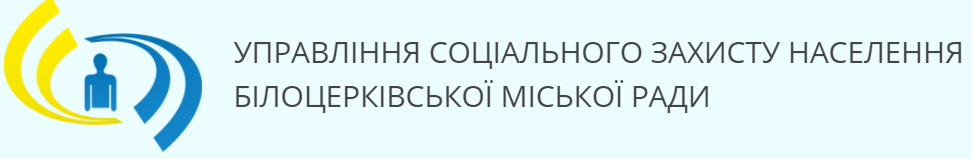 УПРАВЛІННЯ СОЦІАЛЬНОГО ЗАХИСТУ НАСЕЛЕННЯ
БІЛОЦЕРКІВСЬКОЇ МІСЬКОЇ РАДИ